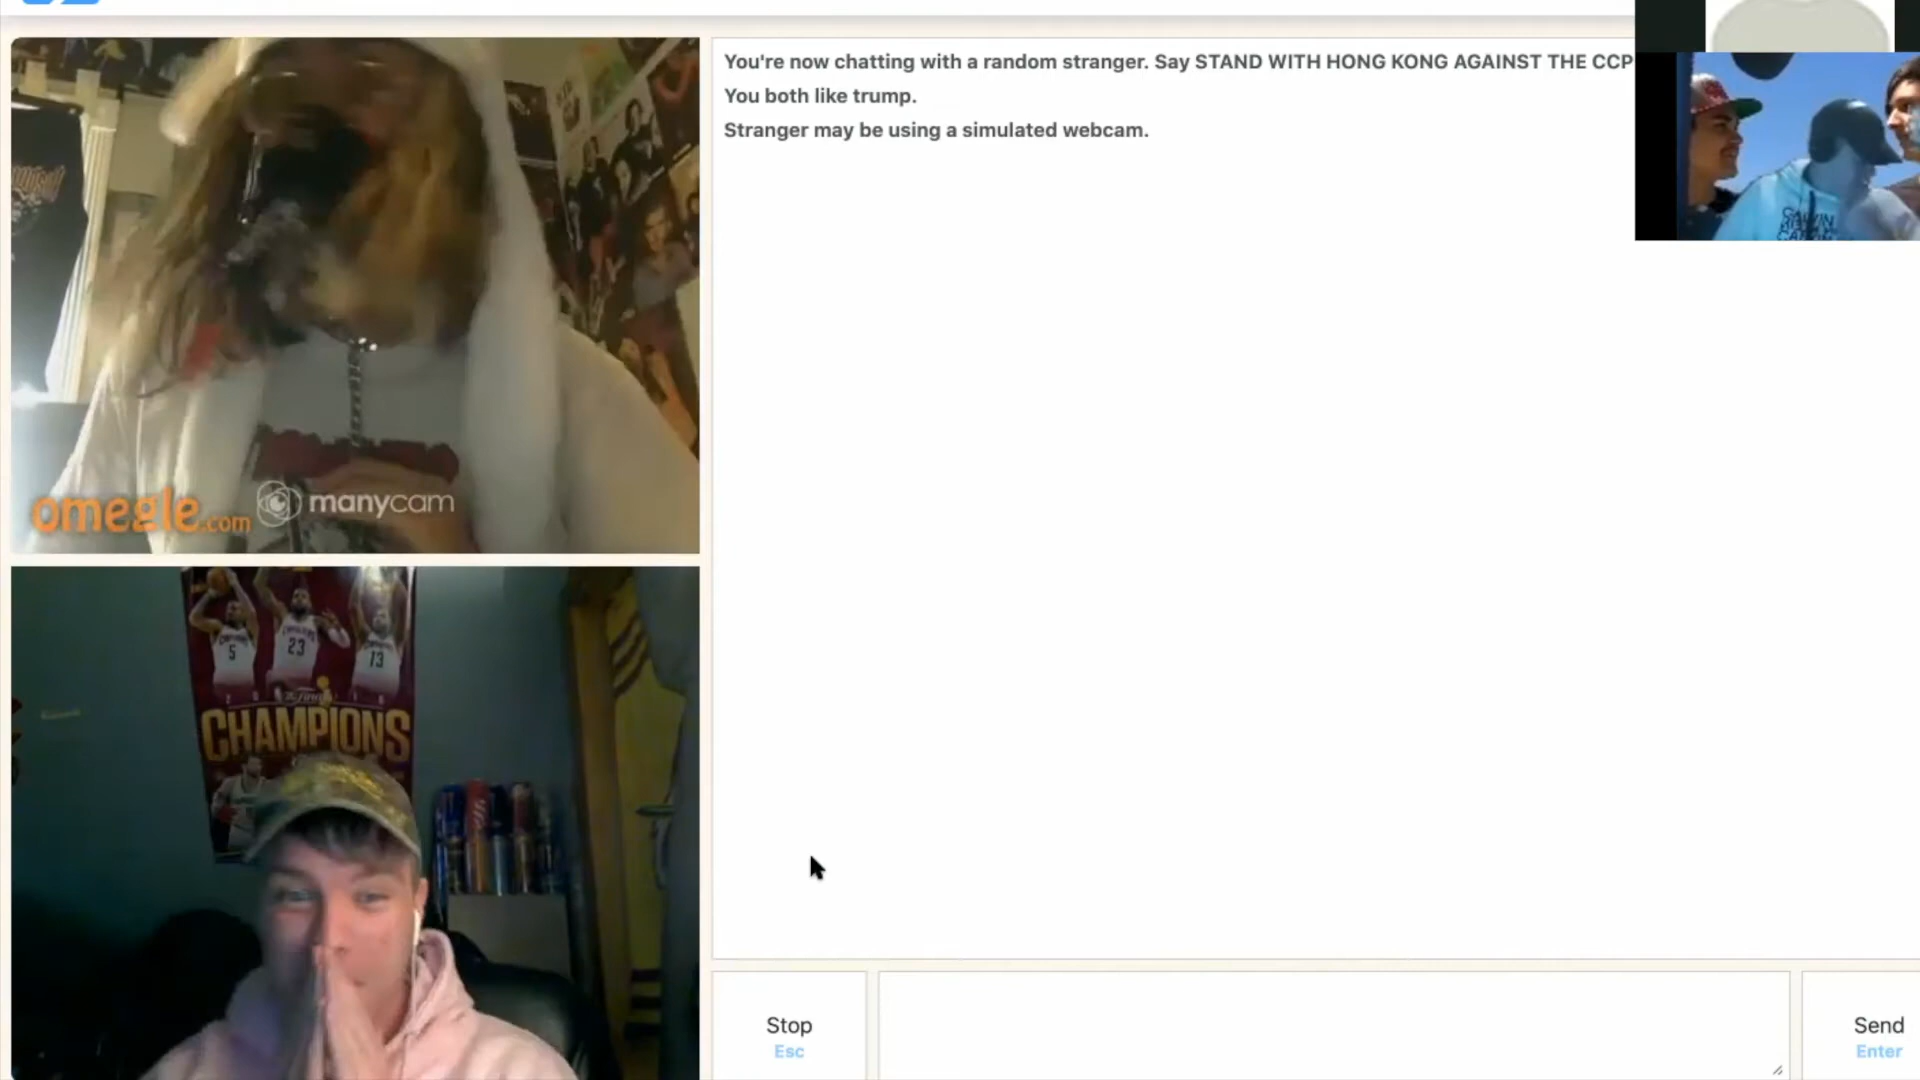 You're now chatting with a random stranger. Say STAND WITH HONG KONG AGAINST THE CCP
You both like trump.
Stranger may be using a simulated webcam.
omegle.com
manycam
5
23
13
CHAMPIONS
CALVIN
Stop
Esc
Send
Enter